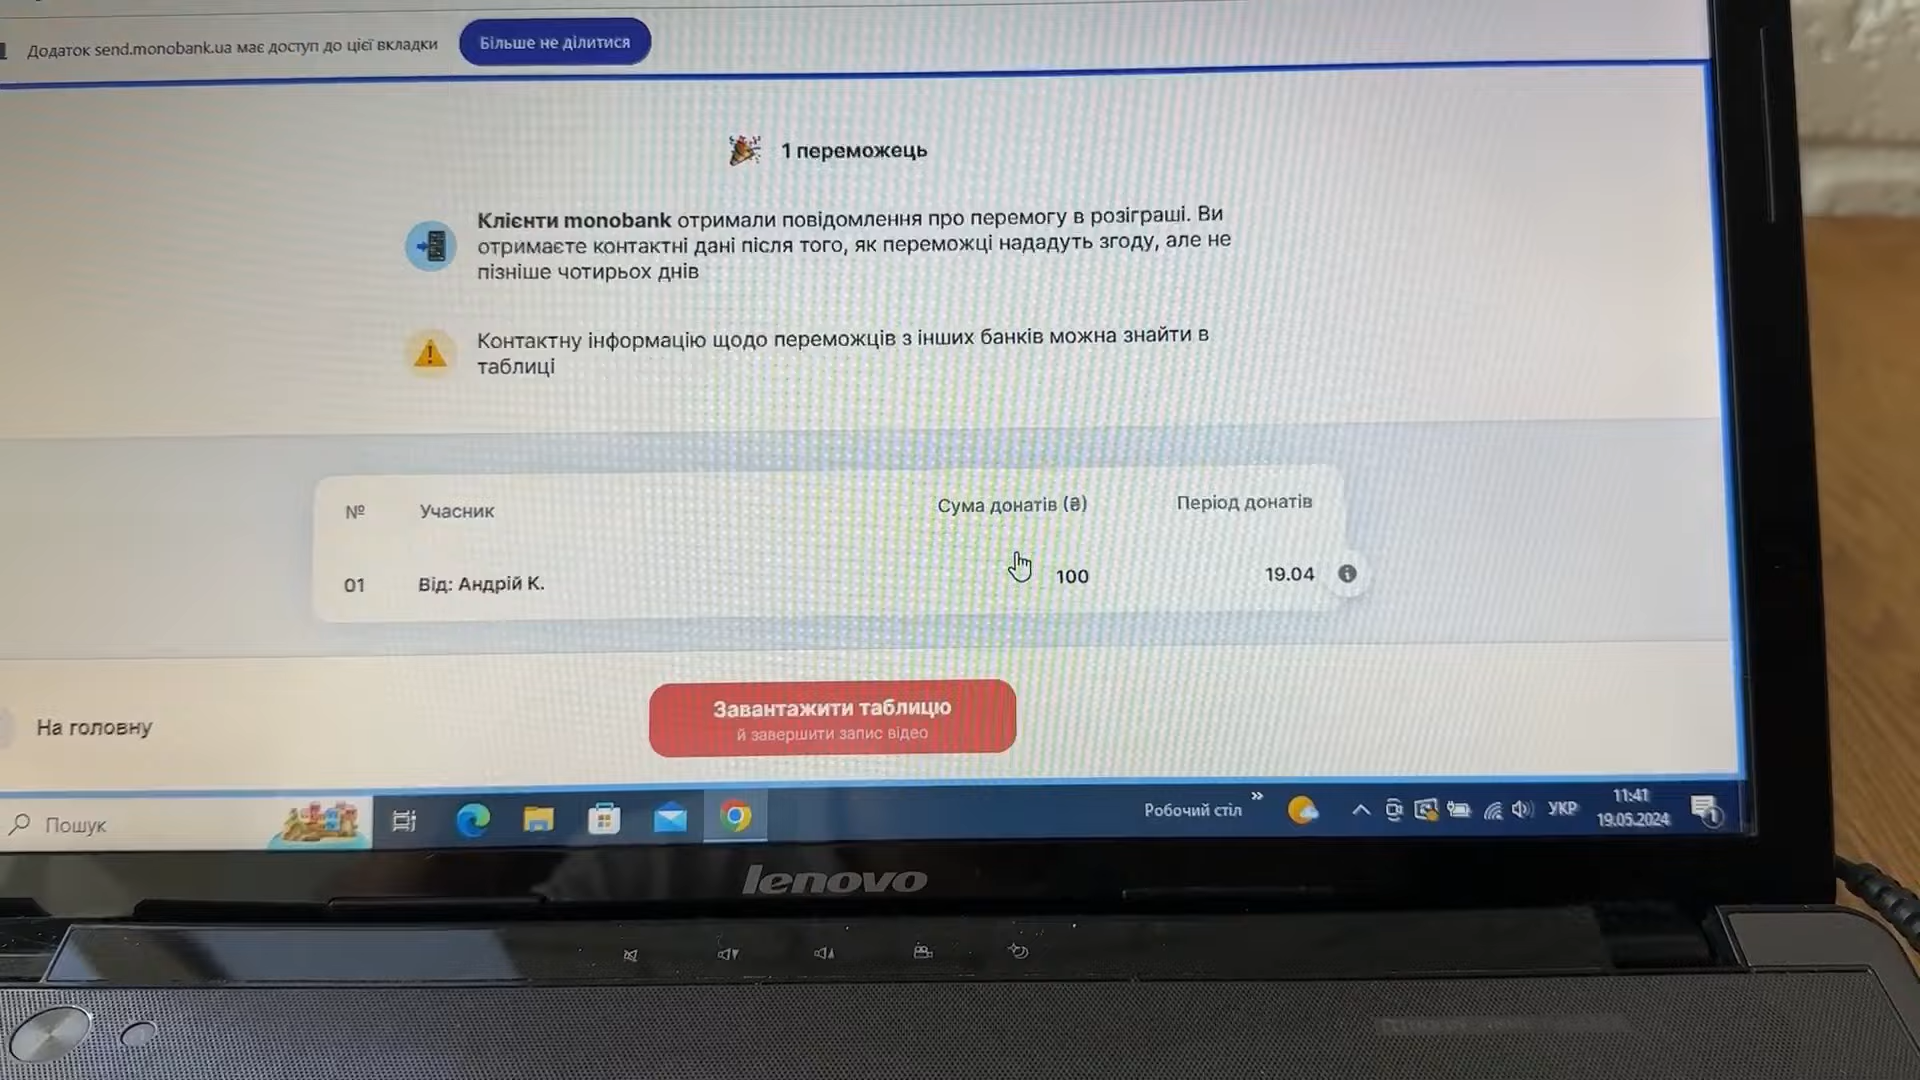 Додаток send.monobank.ua має доступ до цієї вкладки
Більше не ділитися
1 переможець
Клієнти monobank отримали повідомлення про перемогу в розіграші. Ви
отримаєте контактні дані після того, як переможці нададуть згоду, але не
пізніше чотирьох днів
Контактну інформацію щодо переможців з інших банків можна знайти в
таблиці
№ Учасник Сума донатів (₴) Період донатів
01 Від: Андрій К. 100 19.04
Завантажити таблицю
й завершити запис відео
На головну
Пошук
Робочий стіл
УКР
11:41
19.05.2024
1
lenovo